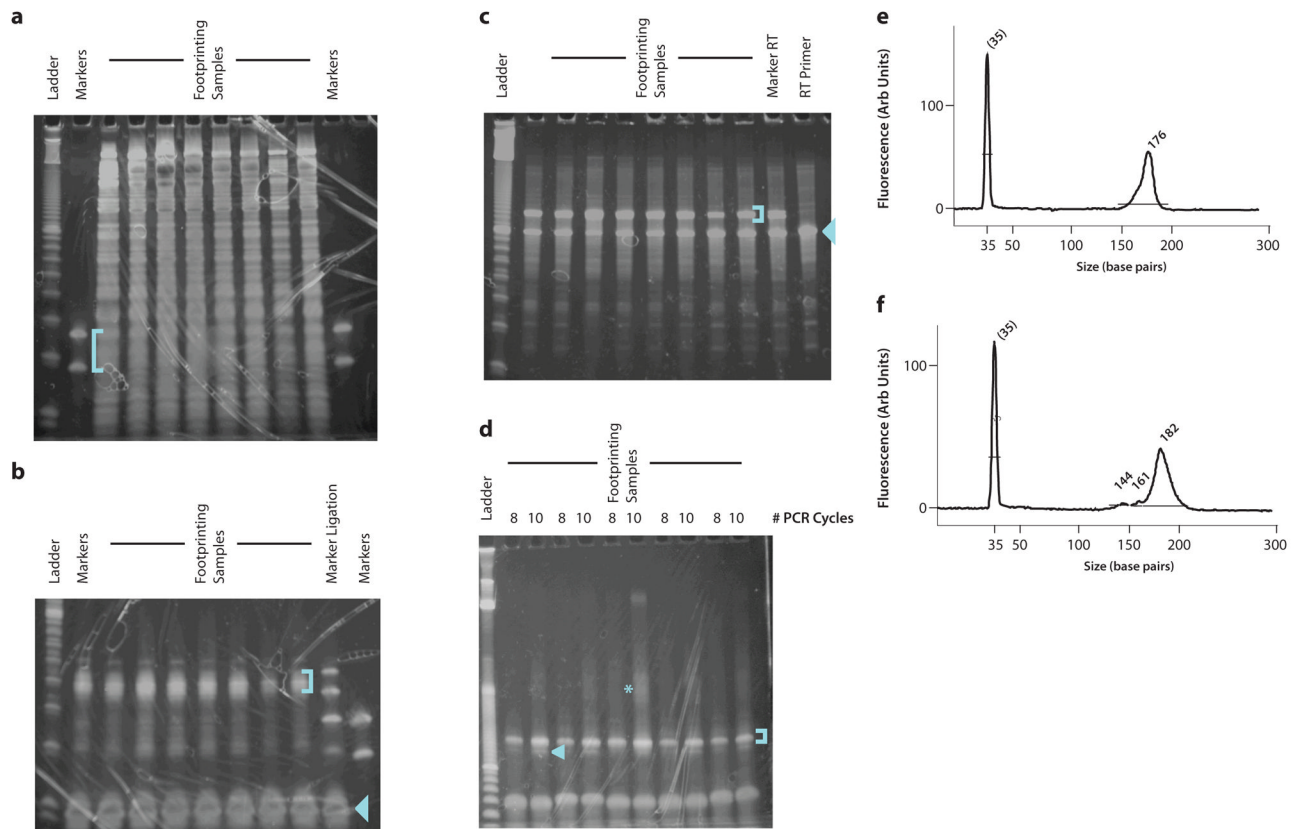 a
Ladder
Markers
Footprinting
Samples
Markers
b
Ladder
Markers
Footprinting
Samples
Marker Ligation
Markers
c
Ladder
Footprinting
Samples
Marker RT
RT Primer
d
Ladder
Footprinting
Samples
8 10 8 10 8 10 8 10 8 10 # PCR Cycles
*
e
Fluorescence (Arb Units)
100
0
(35)
176
35 50 100 150 200 300
Size (base pairs)
f
Fluorescence (Arb Units)
100
0
(35)
144
161
182
35 50 100 150 200 300
Size (base pairs)